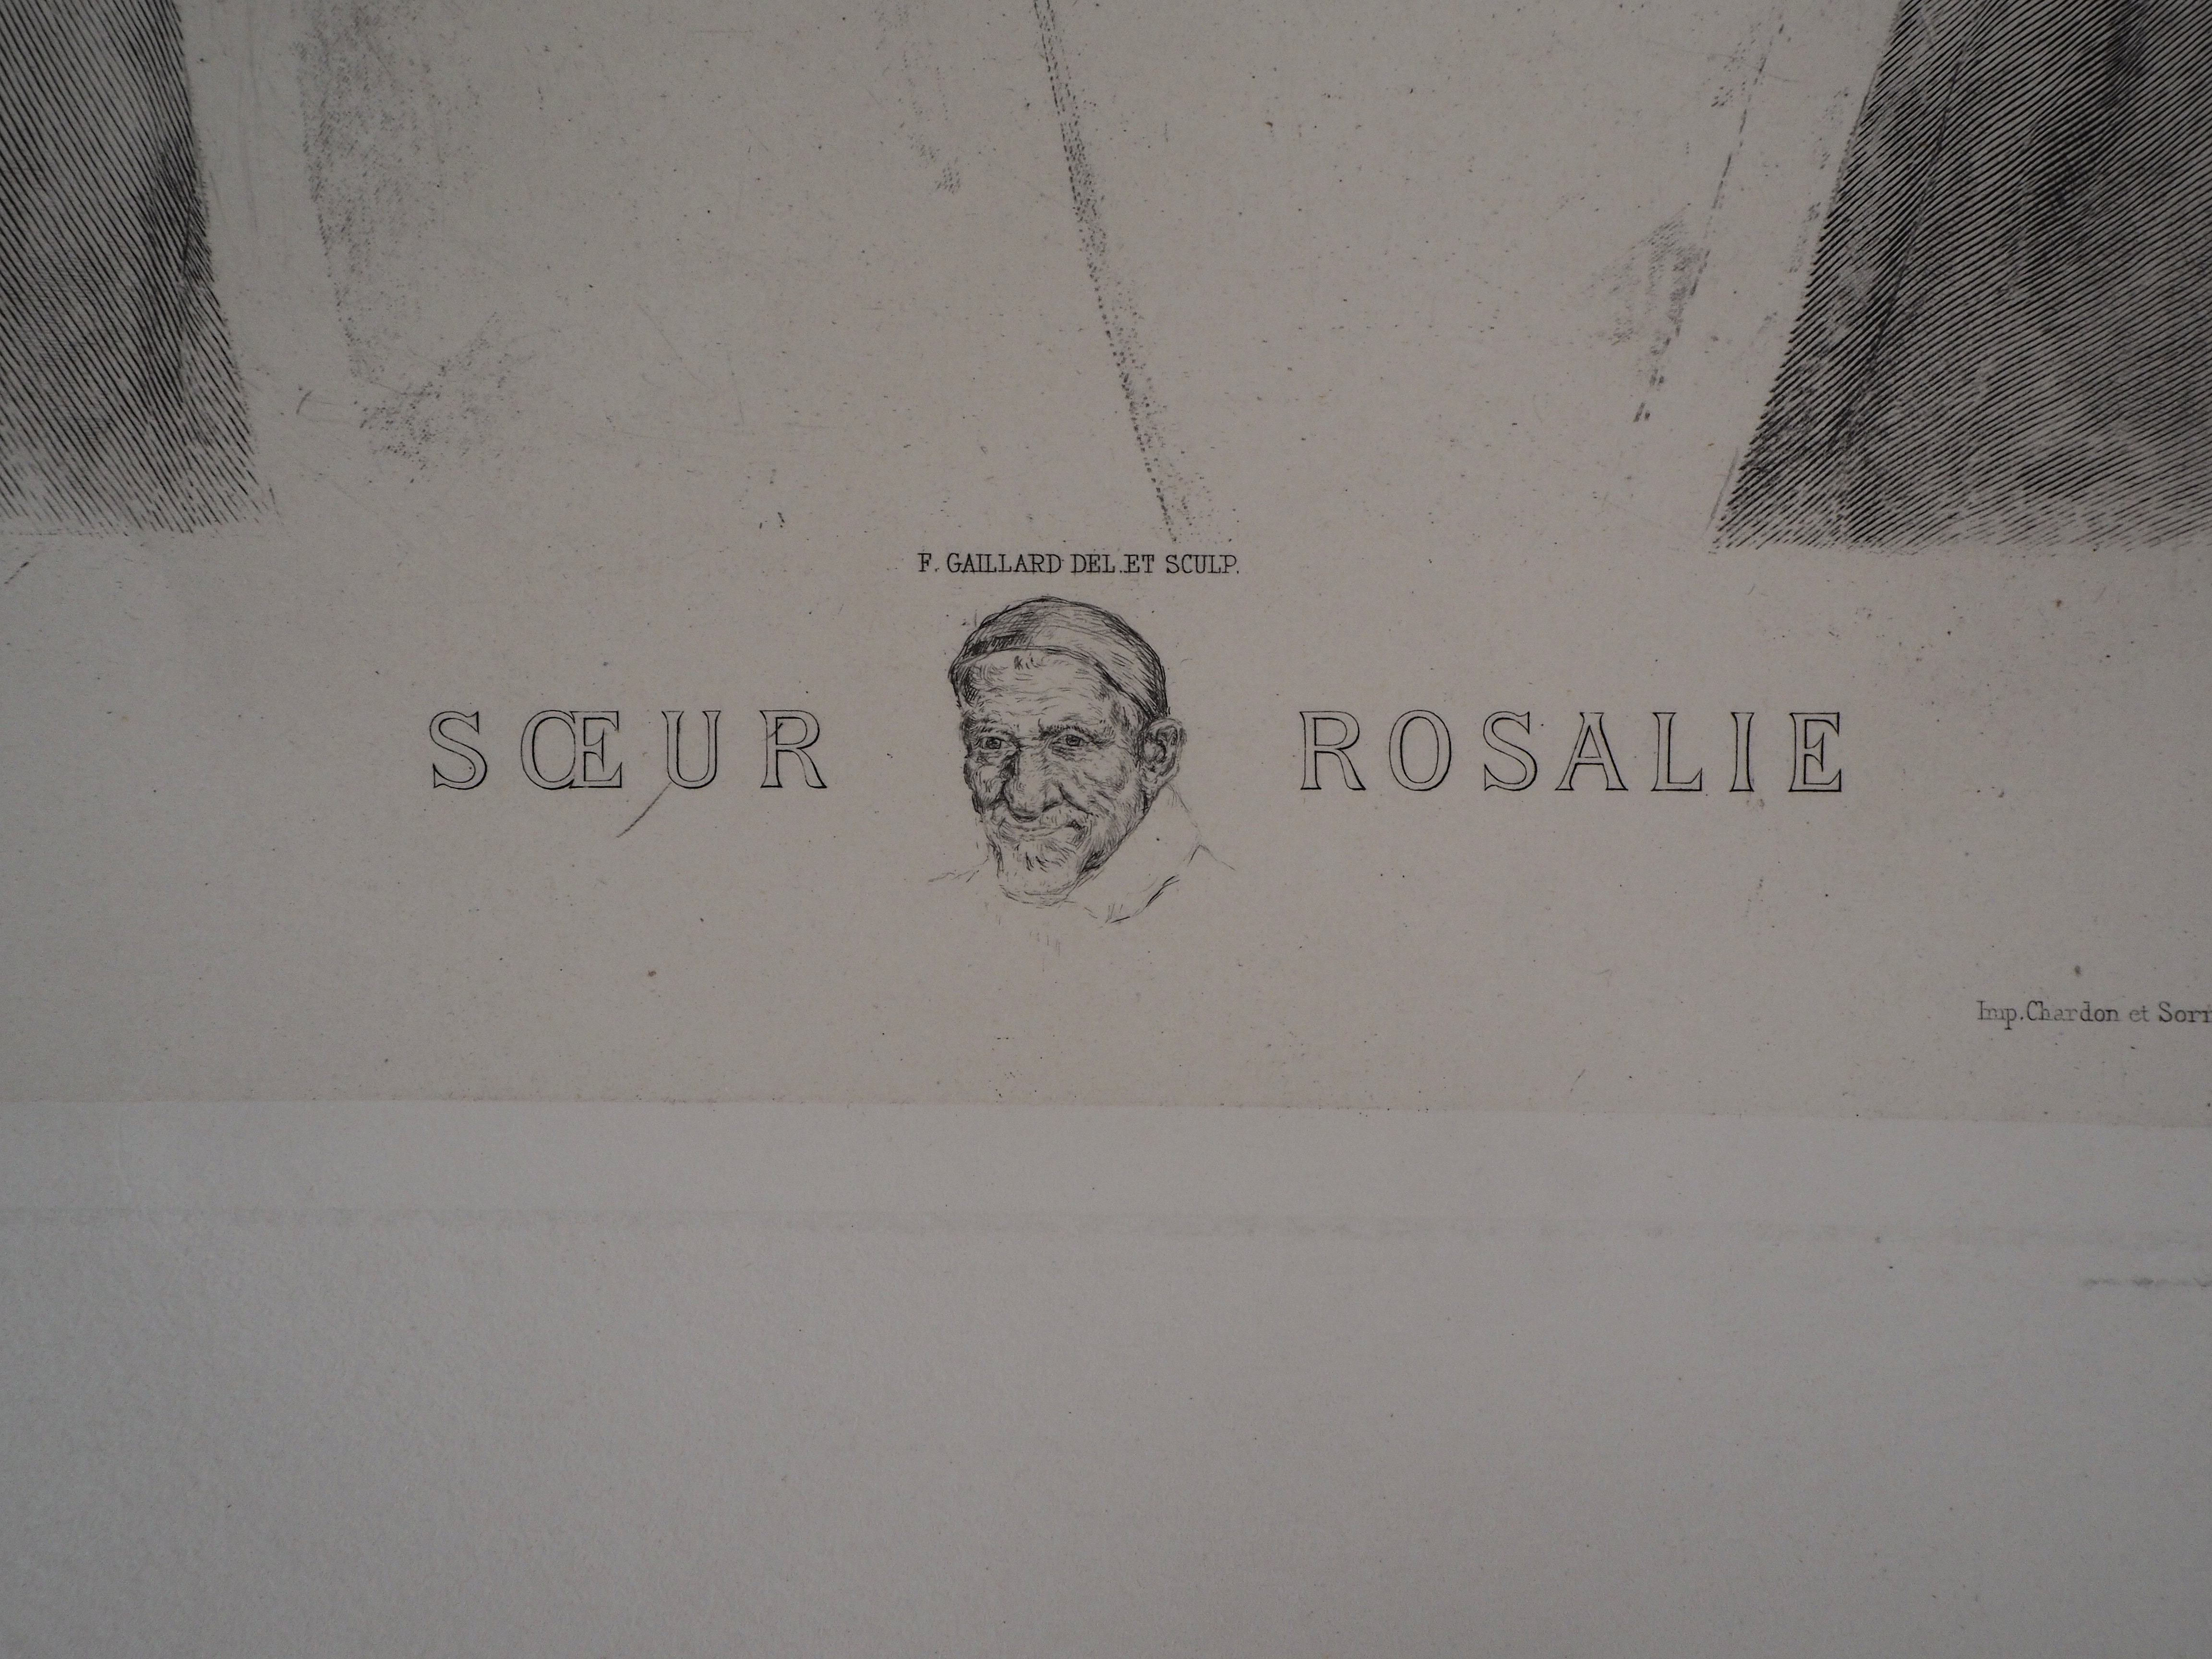 F. GAILLARD DEL. ET SCULP.
SŒUR ROSALIE
Imp. Chardon et